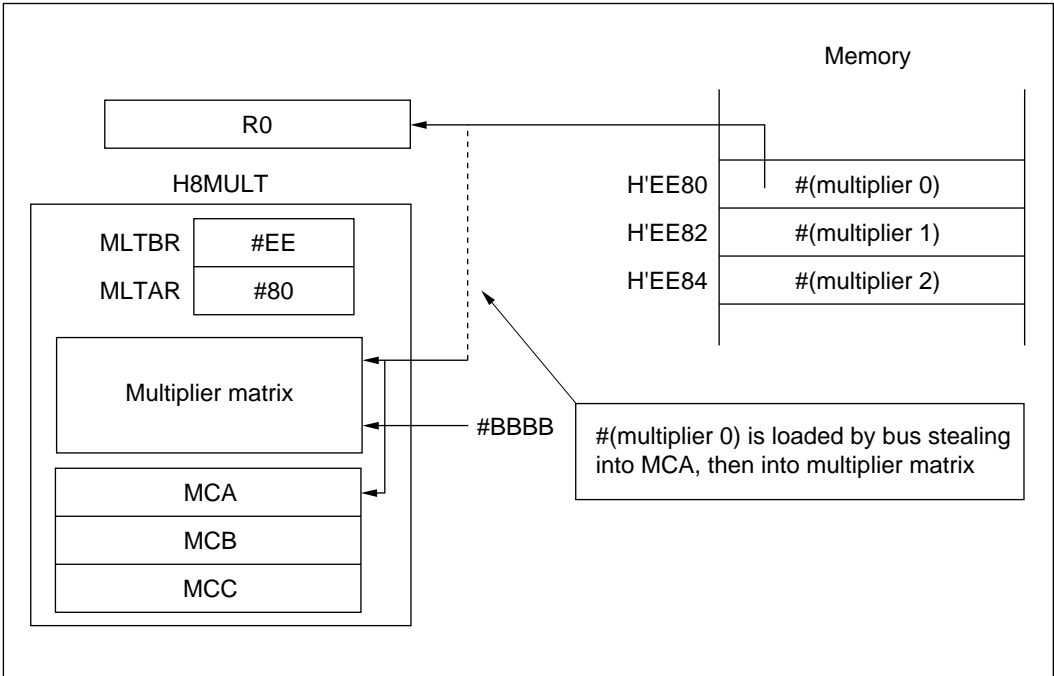 Memory
R0
H8MULT
H'EE80 #(multiplier 0)
MLTBR #EE
H'EE82 #(multiplier 1)
MLTAR #80
H'EE84 #(multiplier 2)
Multiplier matrix
#BBBB
#(multiplier 0) is loaded by bus stealing
into MCA, then into multiplier matrix
MCA
MCB
MCC